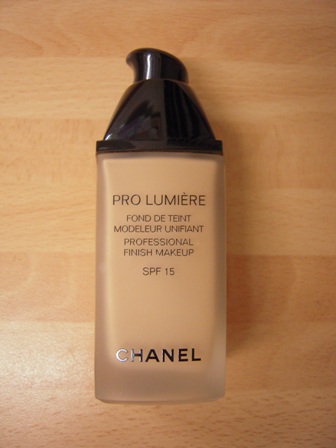 PRO LUMIÈRE
FOND DE TEINT
MODELEUR UNIFIANT
PROFESSIONAL
FINISH MAKEUP
SPF 15
CHANEL